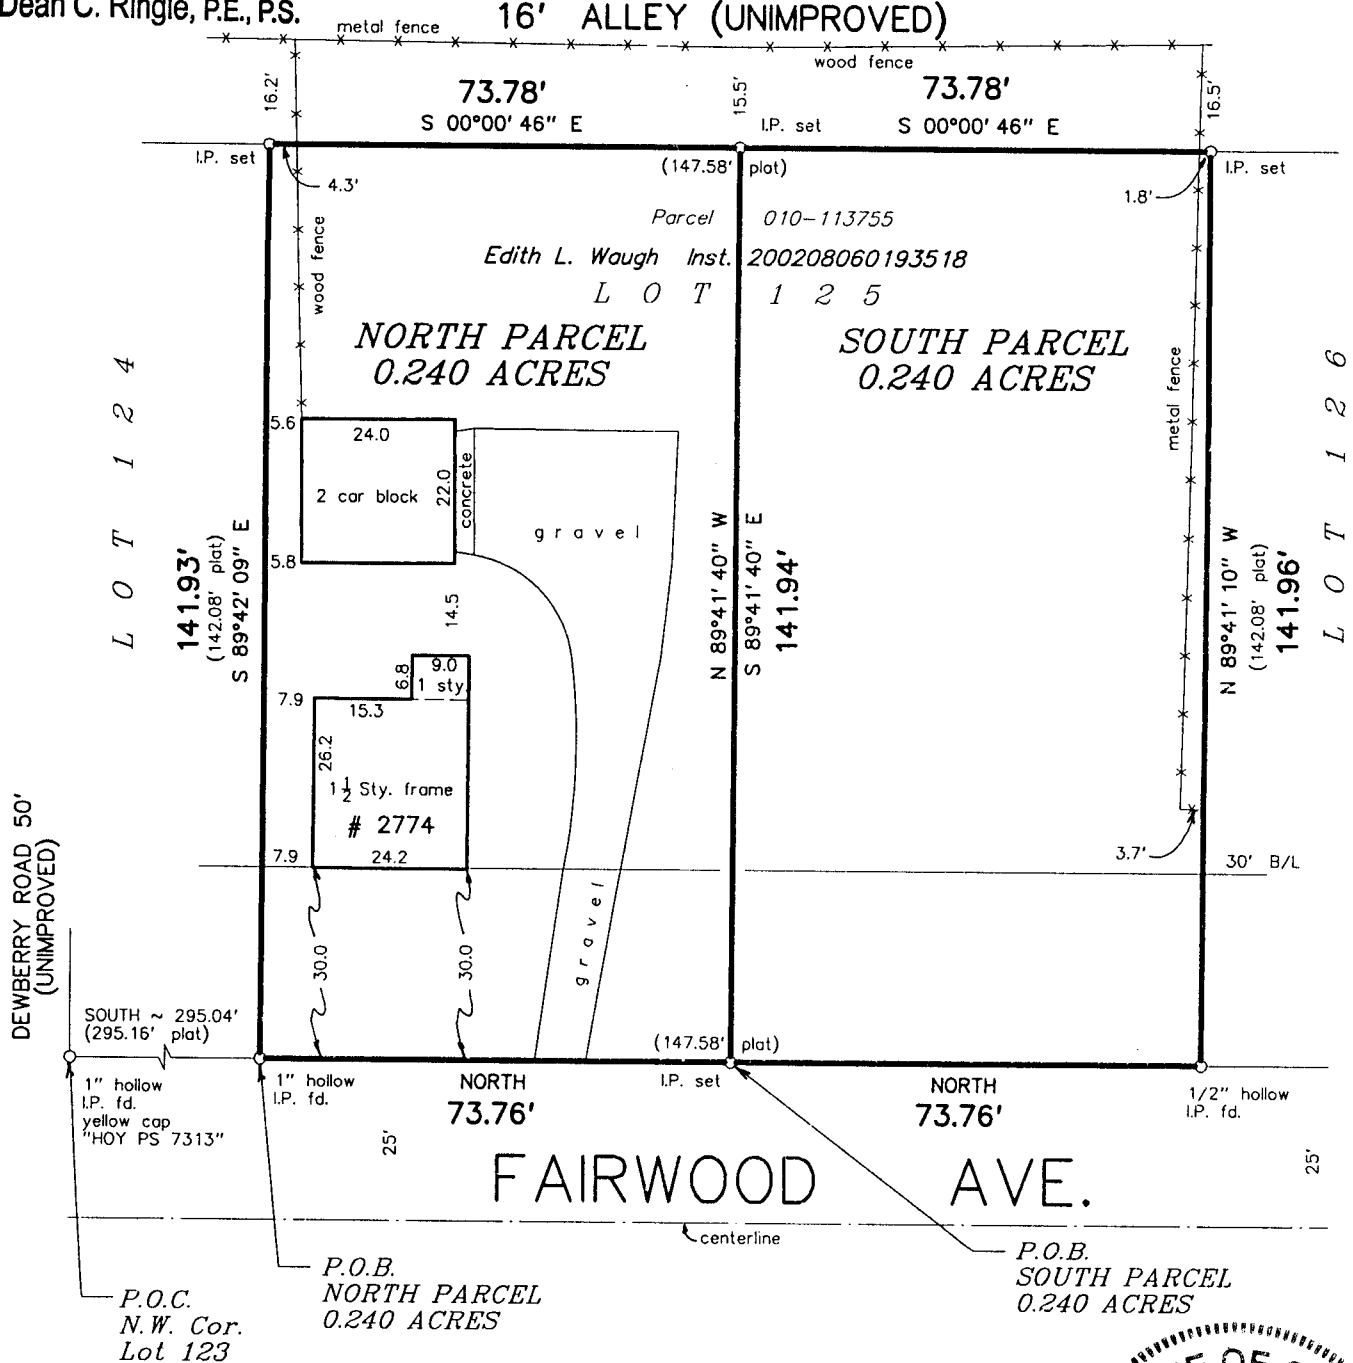 Dean C. Ringle, P.E., P.S.
16' ALLEY (UNIMPROVED)
metal fence
wood fence
16.2'
73.78'
S 00°00' 46" E
15.5'
73.78'
S 00°00' 46" E
16.5'
I.P. set
I.P. set
I.P. set
4.3'
(147.58' plat)
1.8'
Parcel 010-113755
Edith L. Waugh Inst. 200208060193518
LOT 125
wood fence
NORTH PARCEL
0.240 ACRES
SOUTH PARCEL
0.240 ACRES
metal fence
LOT 124
LOT 126
5.6
24.0
2 car block
22.0
concrete
gravel
5.8
14.5
141.93'
(142.08' plat)
S 89°42' 09" E
N 89°41' 40" W
S 89°41' 40" E
141.94'
N 89°41' 10" W
(142.08' plat)
141.96'
6.8
9.0
1 sty.
7.9
15.3
26.2
1 1/2 Sty. frame
# 2774
7.9
24.2
3.7'
30' B/L
gravel
30.0
30.0
DEWBERRY ROAD 50'
(UNIMPROVED)
SOUTH ~ 295.04'
(295.16' plat)
(147.58' plat)
1" hollow
I.P. fd.
yellow cap
"HOY PS 7313"
1" hollow
I.P. fd.
NORTH
73.76'
I.P. set
NORTH
73.76'
1/2" hollow
I.P. fd.
25'
25'
FAIRWOOD AVE.
centerline
P.O.C.
N.W. Cor.
Lot 123
P.O.B.
NORTH PARCEL
0.240 ACRES
P.O.B.
SOUTH PARCEL
0.240 ACRES